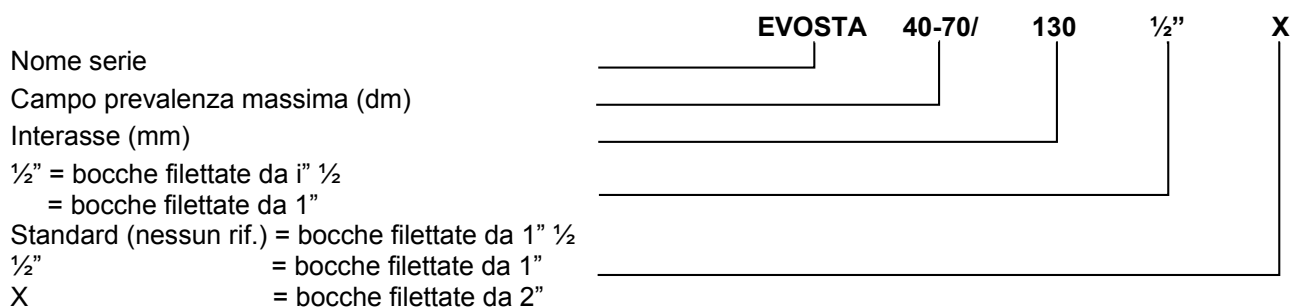 EVOSTA 40-70/ 130 ½” X
Nome serie
Campo prevalenza massima (dm)
Interasse (mm)
½” = bocche filettate da i” ½
= bocche filettate da 1”
Standard (nessun rif.) = bocche filettate da 1” ½
½” = bocche filettate da 1”
X = bocche filettate da 2”